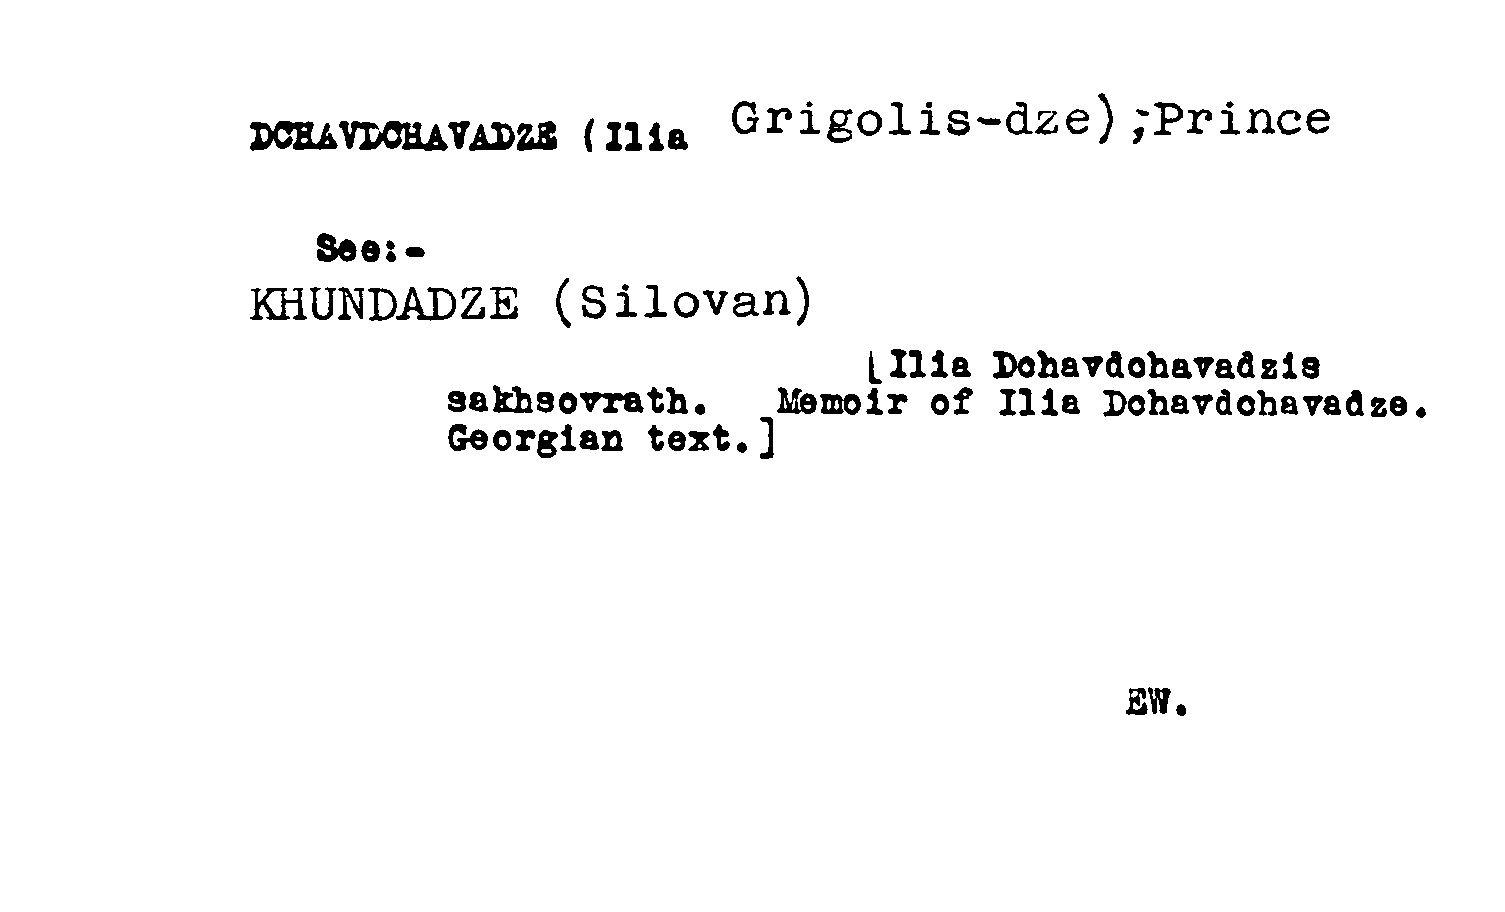 DCHAVDCHAVADZE (Ilia Grigolis-dze);Prince
See:-
KHUNDADZE (Silovan)
[Ilia Dchavdchavadzis
sakhsovrath. Memoir of Ilia Dchavdchavadze.
Georgian text.]
EW.